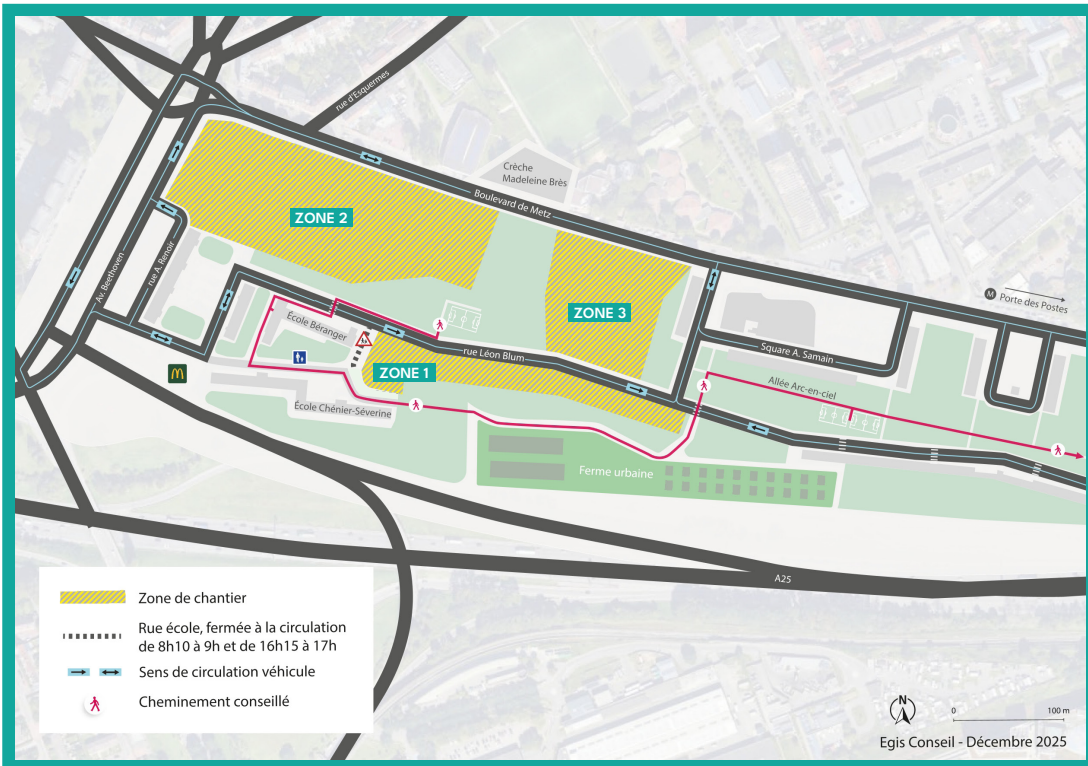 rue d'Esquermes
Crèche
Madeleine Brès
Boulevard de Metz
ZONE 2
Av. Beethoven
rue A. Renoir
M Porte des Postes
ZONE 3
École Béranger
rue Léon Blum
Square A. Samain
ZONE 1
Allée Arc-en-ciel
École Chénier-Séverine
Ferme urbaine
A25
Zone de chantier
Rue école, fermée à la circulation
de 8h10 à 9h et de 16h15 à 17h
Sens de circulation véhicule
Cheminement conseillé
N
0 100 m
Egis Conseil - Décembre 2025